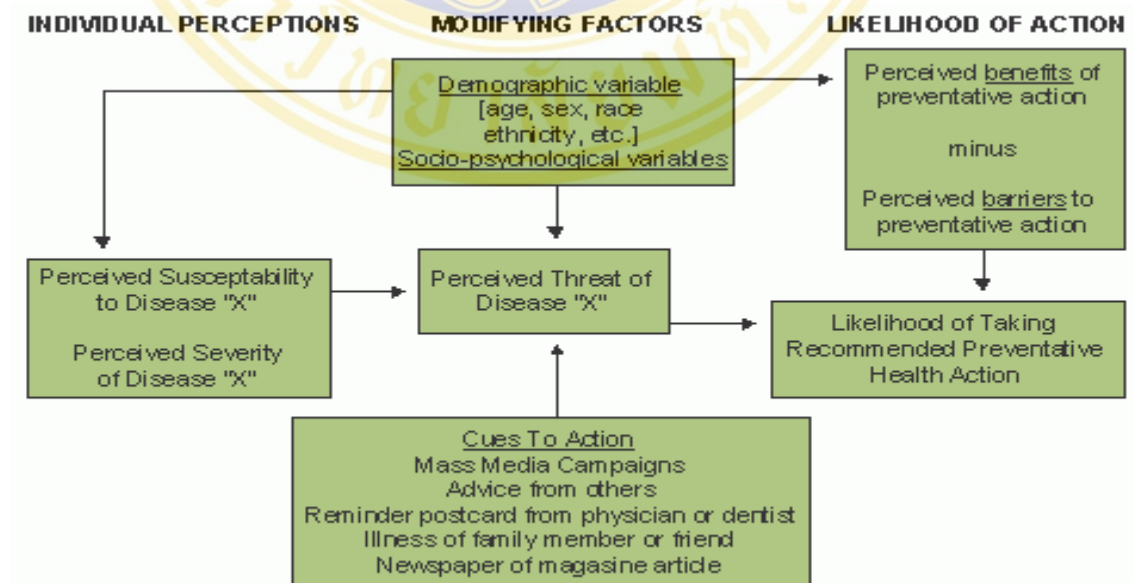 INDIVIDUAL PERCEPTIONS
MODIFYING FACTORS
LIKELIHOOD OF ACTION
Demographic variable
[age, sex, race
ethnicity, etc.]
Socio-psychological variables
Perceived benefits of
preventative action
minus
Perceived barriers to
preventative action
Perceived Susceptability
to Disease "X"
Perceived Severity
of Disease "X"
Perceived Threat of
Disease "X"
Likelihood of Taking
Recommended Preventative
Health Action
Cues To Action
Mass Media Campaigns
Advice from others
Reminder postcard from physician or dentist
Illness of family member or friend
Newspaper of magasine article